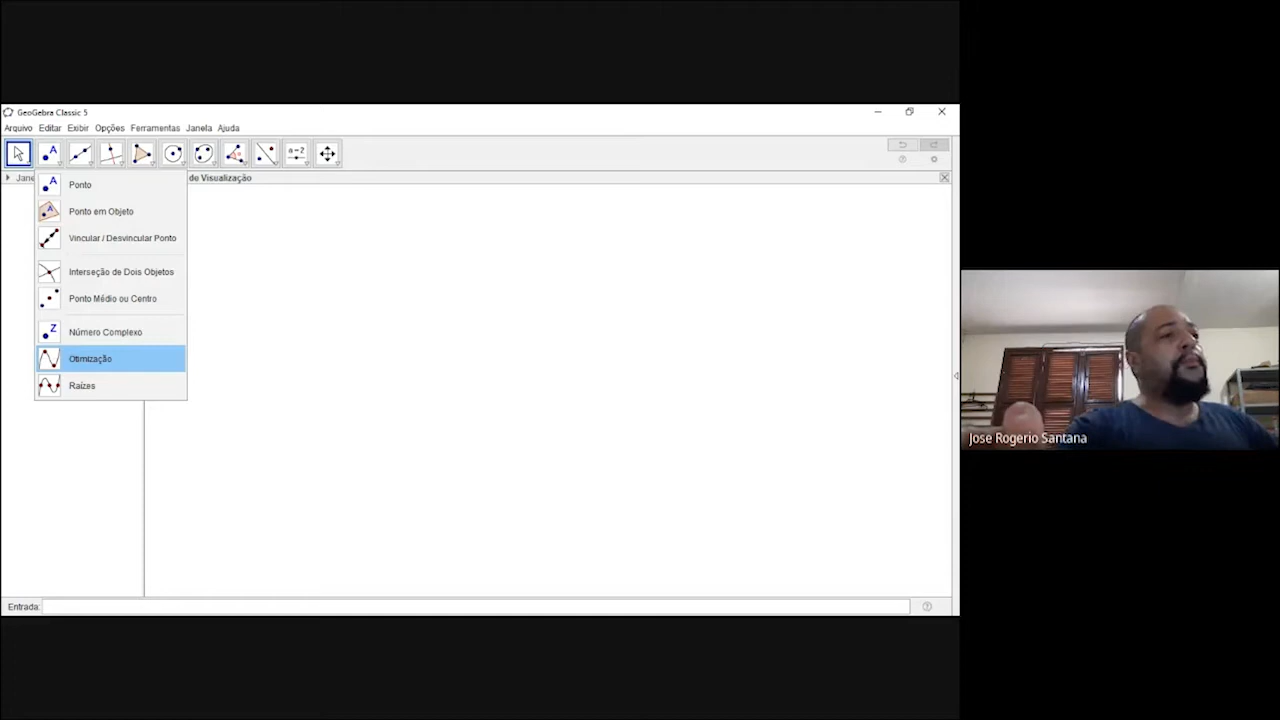 GeoGebra Classic 5
Arquivo Editar Exibir Opções Ferramentas Janela Ajuda
A
a=2
Jane
de Visualização
A Ponto
A Ponto em Objeto
Vincular / Desvincular Ponto
Interseção de Dois Objetos
Ponto Médio ou Centro
Z Número Complexo
Otimização
Raízes
Jose Rogerio Santana
Entrada: